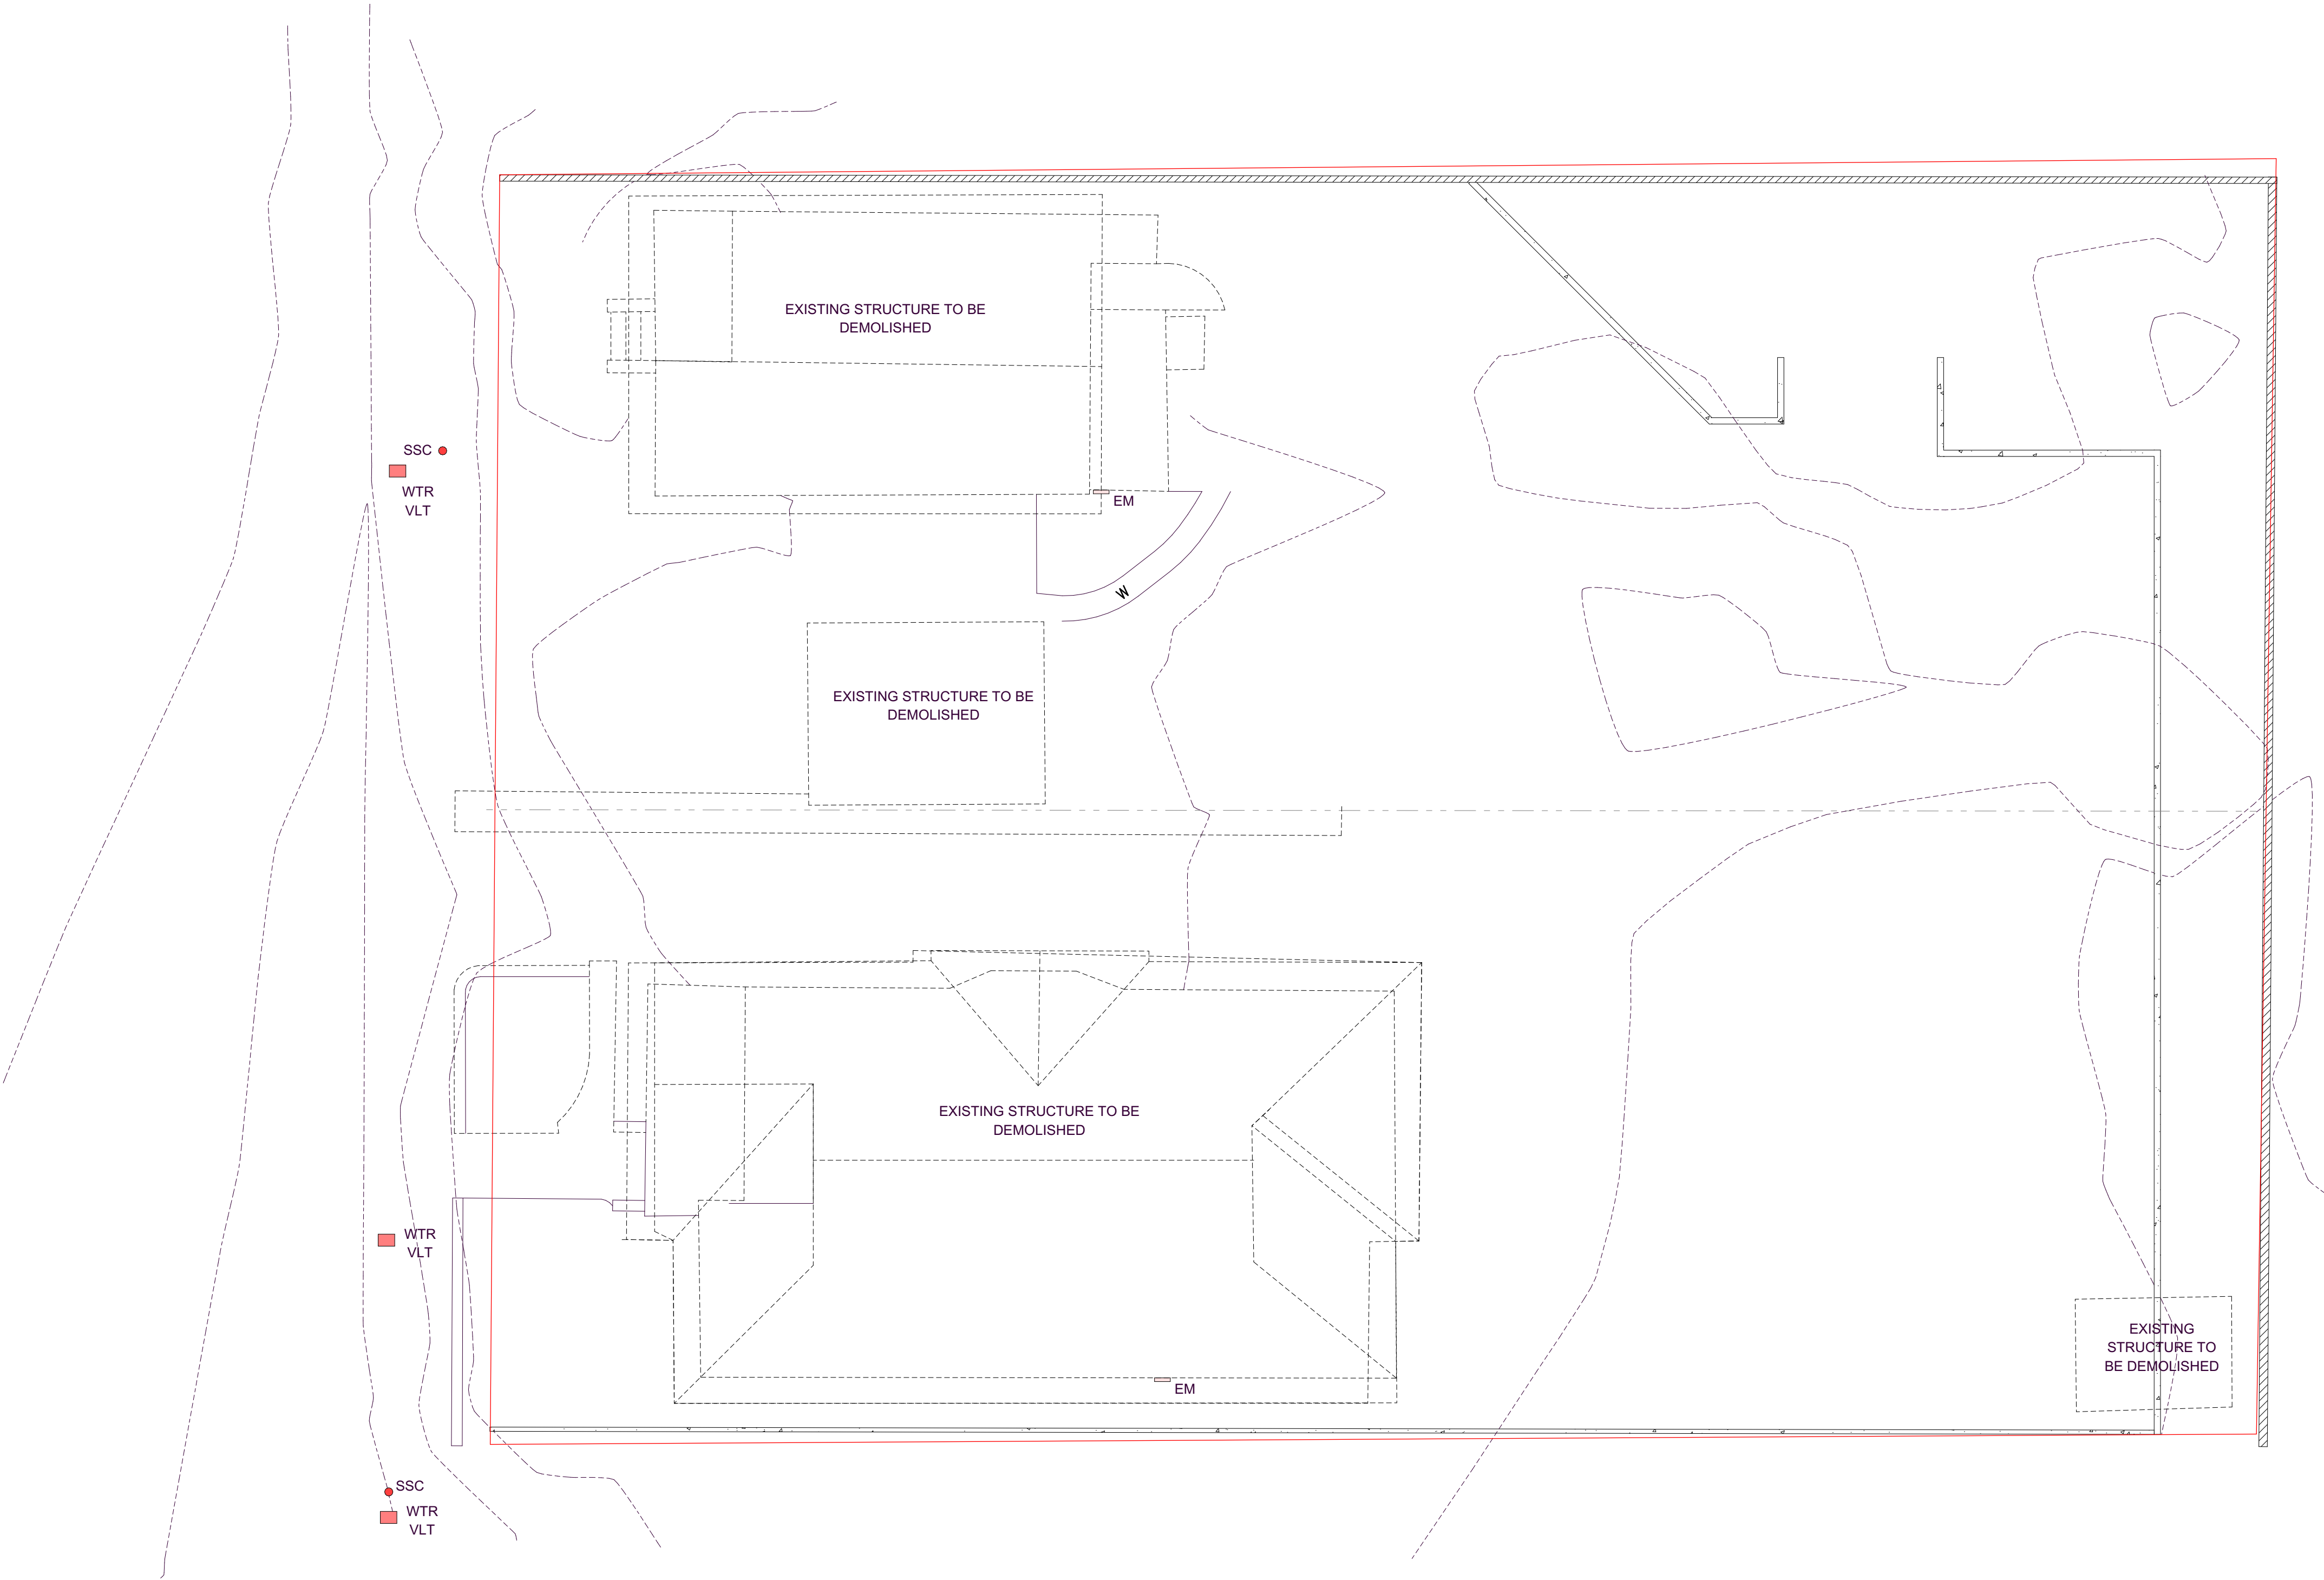 EXISTING STRUCTURE TO BE
DEMOLISHED
SSC
WTR
VLT
EM
W
EXISTING STRUCTURE TO BE
DEMOLISHED
EXISTING STRUCTURE TO BE
DEMOLISHED
WTR
VLT
EXISTING
STRUCTURE TO
BE DEMOLISHED
EM
SSC
WTR
VLT